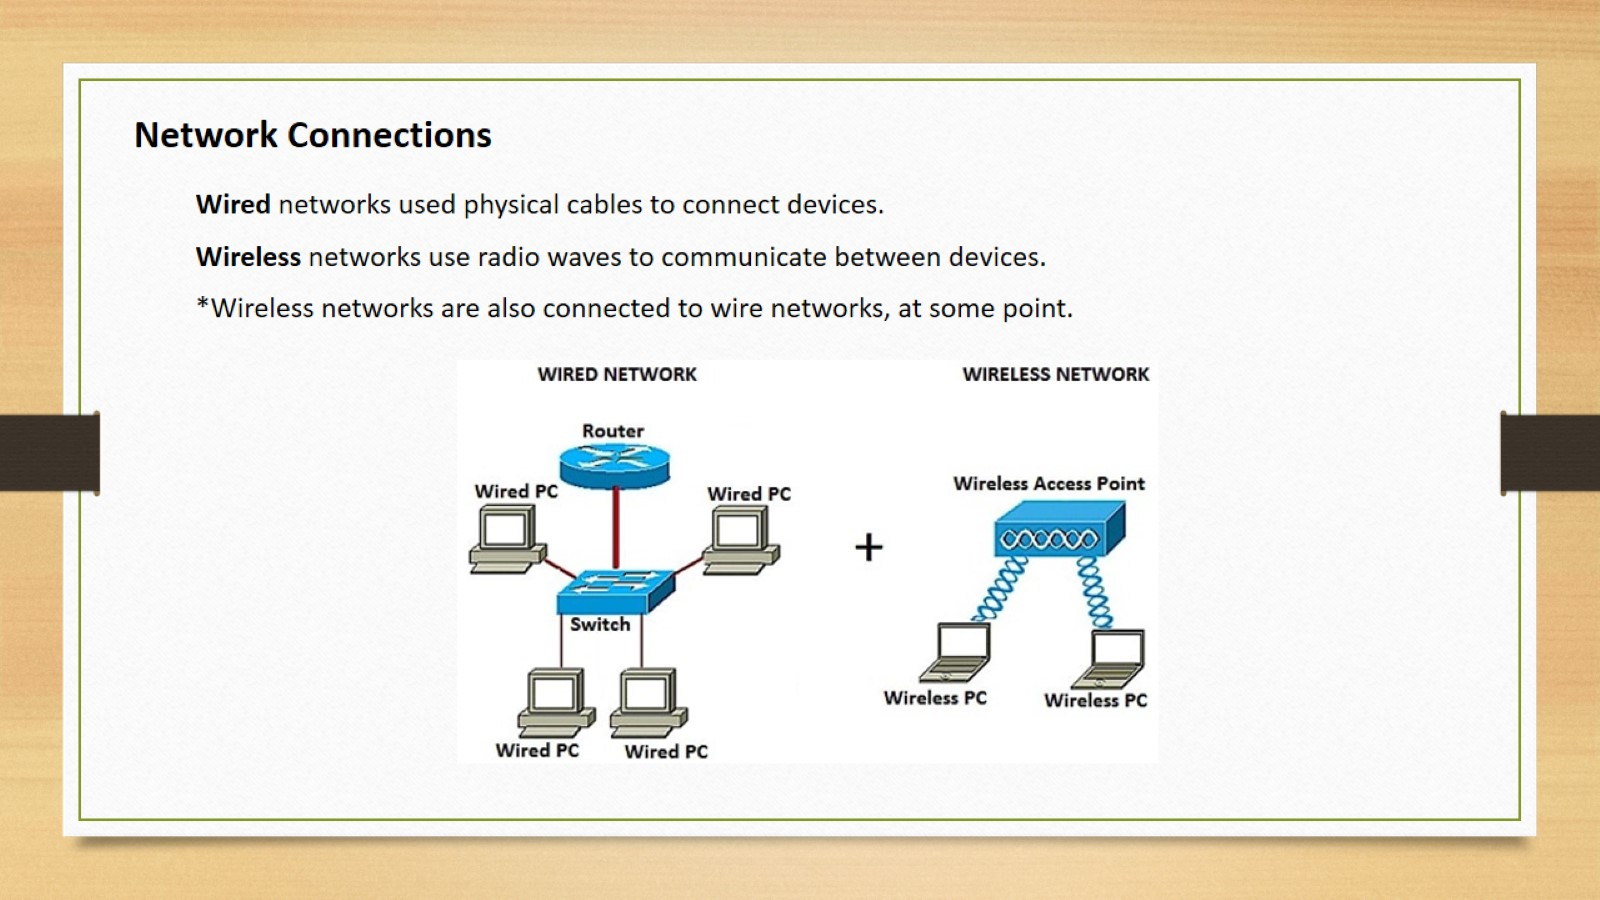 Network Connections
Wired networks used physical cables to connect devices.
Wireless networks use radio waves to communicate between devices.
*Wireless networks are also connected to wire networks, at some point.
WIRED NETWORK
Router
Wired PC
Wired PC
Switch
Wired PC
Wired PC
+
WIRELESS NETWORK
Wireless Access Point
Wireless PC
Wireless PC